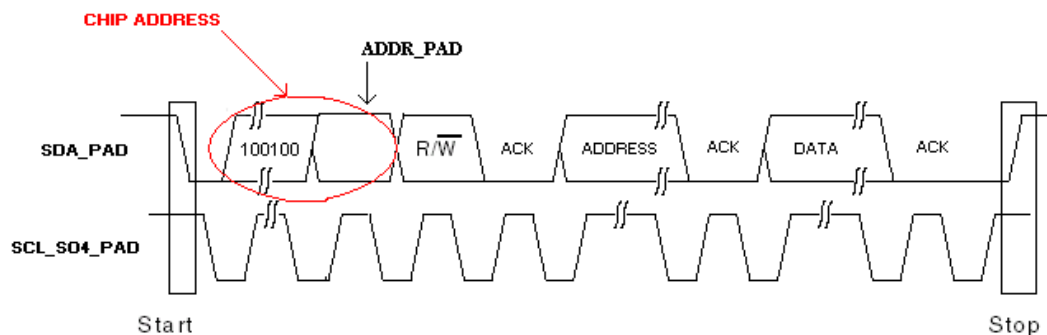 CHIP ADDRESS
ADDR_PAD
SDA_PAD
100100
R/W
ACK
ADDRESS
ACK
DATA
ACK
SCL_SO4_PAD
Start
Stop